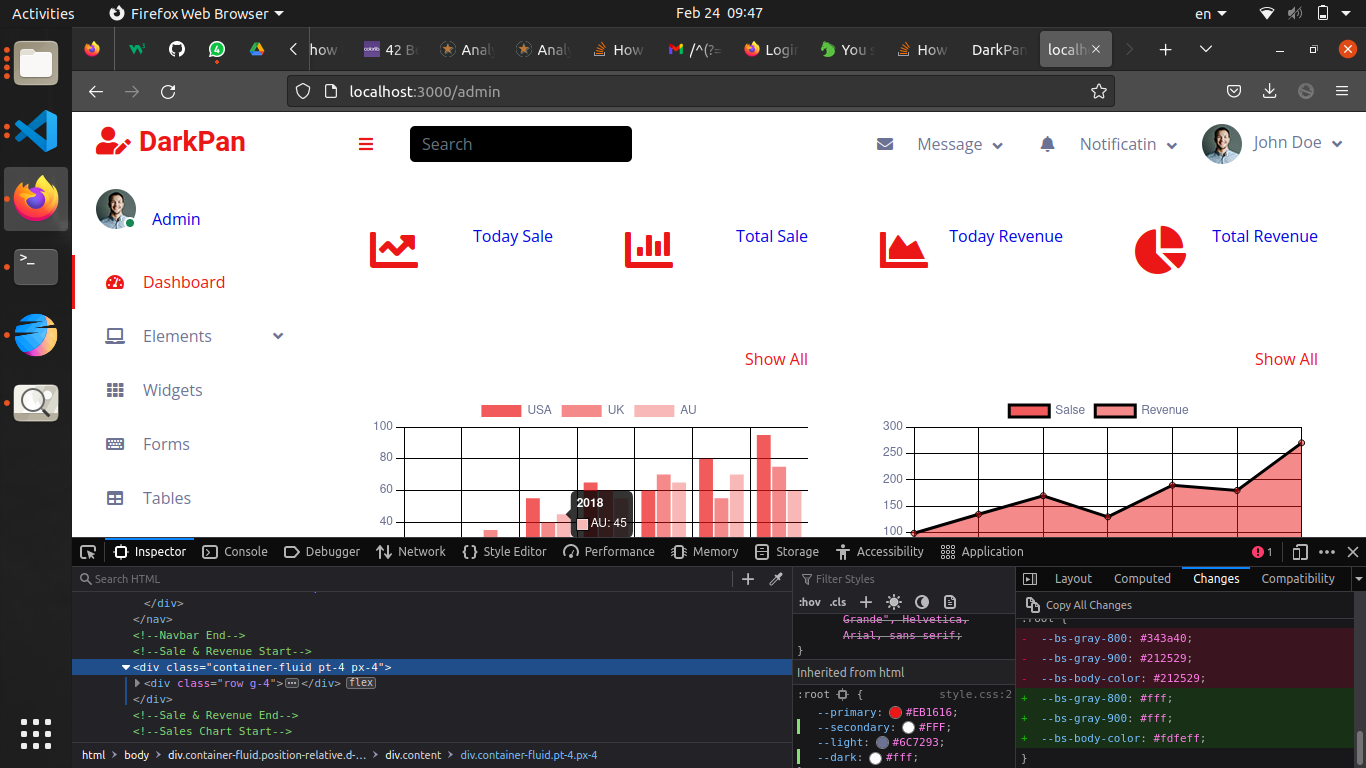 Activities
Firefox Web Browser
Feb 24 09:47
en
how
42 Be
Analy
Analy
How
/^(?=
Login
You s
How
DarkPan
localh
localhost:3000/admin
DarkPan
Search
Message
Notificatin
John Doe
Admin
Today Sale
Total Sale
Today Revenue
Total Revenue
Dashboard
Elements
Widgets
Forms
Tables
Show All
Show All
USA UK AU
100
80
60
40
2018
AU: 45
Salse Revenue
300
250
200
150
100
Inspector Console Debugger Network Style Editor Performance Memory Storage Accessibility Application 1
Search HTML
</div>
</nav>
<!--Navbar End-->
<!--Sale & Revenue Start-->
<div class="container-fluid pt-4 px-4">
<div class="row g-4"> </div> flex
</div>
<!--Sale & Revenue End-->
<!--Sales Chart Start-->
html body div.container-fluid.position-relative.d-… div.content div.container-fluid.pt-4.px-4
Filter Styles
:hov .cls
Grande", Helvetica,
Arial, sans serif;
}
Inherited from html
:root { style.css:2
--primary: #EB1616;
--secondary: #FFF;
--light: #6C7293;
--dark: #fff;
Layout Computed Changes Compatibility
Copy All Changes
:root {
- --bs-gray-800: #343a40;
- --bs-gray-900: #212529;
- --bs-body-color: #212529;
+ --bs-gray-800: #fff;
+ --bs-gray-900: #fff;
+ --bs-body-color: #fdfeff;
}